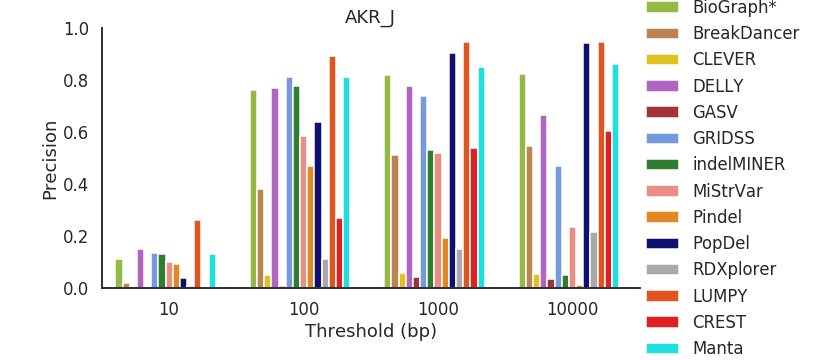 AKR_J
1.0
0.8
0.6
0.4
0.2
0.0
Precision
10
100
1000
10000
Threshold (bp)
BioGraph*
BreakDancer
CLEVER
DELLY
GASV
GRIDSS
indelMINER
MiStrVar
Pindel
PopDel
RDXplorer
LUMPY
CREST
Manta